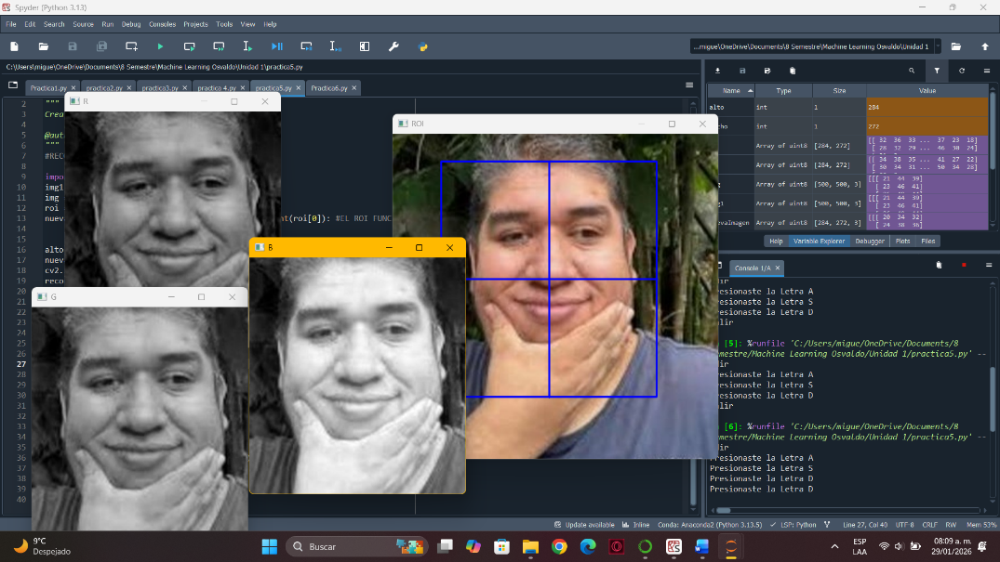 Spyder (Python 3.13)
File Edit Search Source Run Debug Consoles Projects Tools View Help
...migue\OneDrive\Documents\8 Semestre\Machine Learning Osvaldo\Unidad 1
C:\Users\migue\OneDrive\Documents\8 Semestre\Machine Learning Osvaldo\Unidad 1\practica5.py
Practica1.py practica2.py practica3.py practica 4.py practica5.py Practica6.py
R
ROI
B
G
2 """
3 Crea
4
5 @aut
6 """
7 #REC
8
9 impo
10 img1
11 img
12 roi
13 nuev
nt(roi[0]): #EL ROI FUNC
14
15
16 alto
17 nuev
18 cv2.
19 reco
20
21
22
23
24
25
26
27
28
29
30
31
32
33
34
35
36
37
38
39
40
Name Type Size Value
alto int 1 284
cho int 1 272
Array of uint8 [284, 272] [[ 32 36 33 ... 37 23 18]
[ 28 32 29 ... 46 30 24]
Array of uint8 [284, 272] [[ 34 38 35 ... 41 27 22]
[ 30 34 31 ... 50 34 28]
g Array of uint8 [500, 500, 3] [[[ 21 44 39]
[ 23 46 41]
g1 Array of uint8 [500, 500, 3] [[[ 21 44 39]
[ 23 46 41]
evaImagen Array of uint8 [284, 272, 3] [[[ 20 34 32]
[ 24 38 36]
Help Variable Explorer Debugger Plots Files
Console 1/A
dir
resionaste la Letra A
resionaste la Letra S
resionaste la Letra D
lir
[5]: %runfile 'C:/Users/migue/OneDrive/Documents/8
emestre/Machine Learning Osvaldo/Unidad 1/practica5.py' --
dir
resionaste la Letra A
resionaste la Letra S
resionaste la Letra D
lir
[6]: %runfile 'C:/Users/migue/OneDrive/Documents/8
emestre/Machine Learning Osvaldo/Unidad 1/practica5.py' --
dir
Presionaste la Letra A
Presionaste la Letra S
Presionaste la Letra D
Presionaste la Letra D
Update available Inline Conda: Anaconda2 (Python 3.13.5) LSP: Python Line 27, Col 40 UTF-8 CRLF RW Mem 53%
9°C
Despejado
Buscar
ESP
LAA
08:09 a. m.
29/01/2026